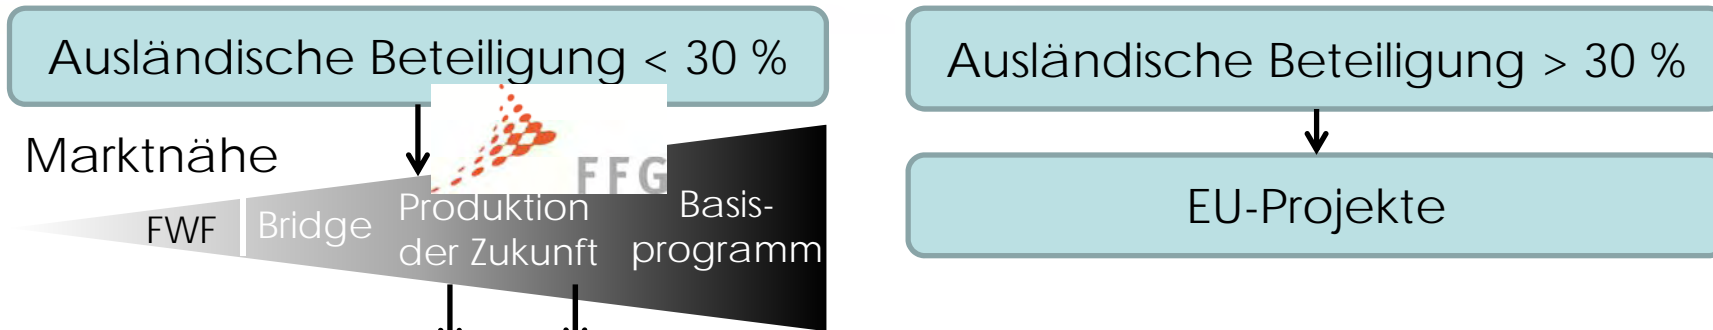 Ausländische Beteiligung < 30 %
Ausländische Beteiligung > 30 %
Marktnähe
FFG
FWF
Bridge
Produktion
der Zukunft
Basis-
programm
EU-Projekte